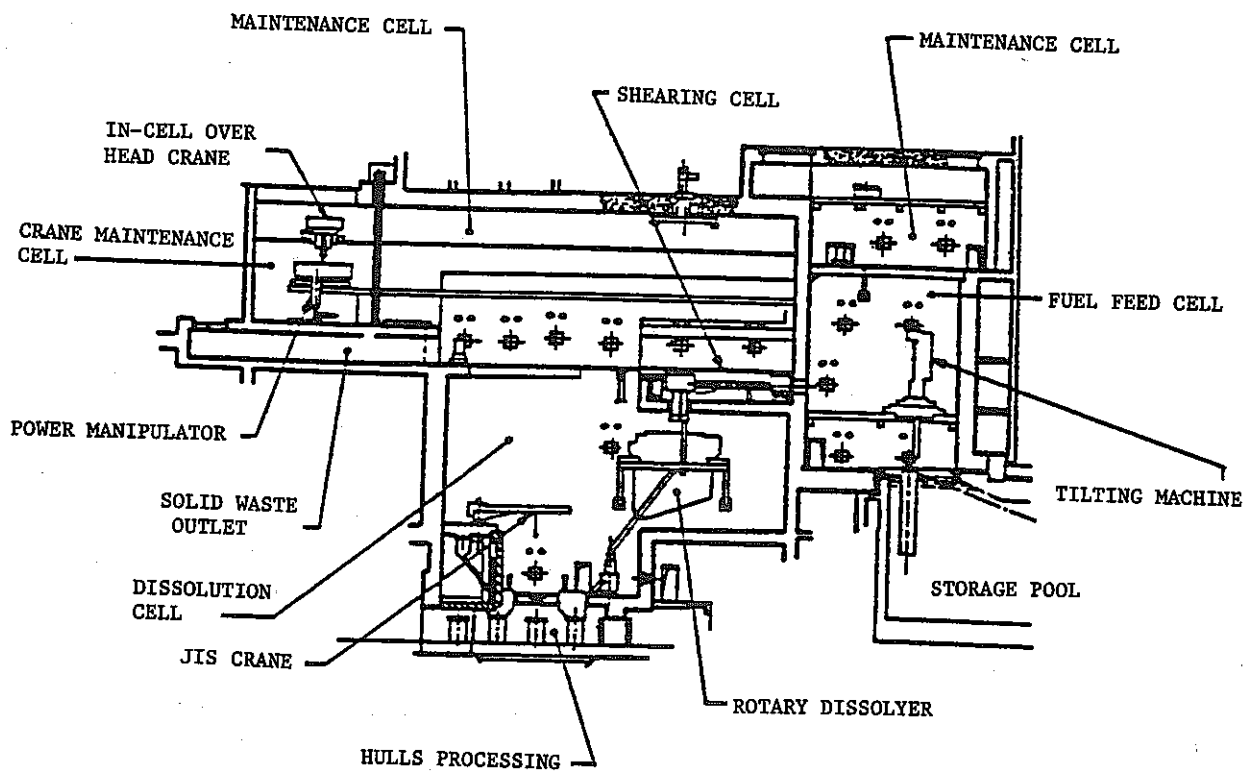 MAINTENANCE CELL
MAINTENANCE CELL
SHEARING CELL
IN-CELL OVER
HEAD CRANE
CRANE MAINTENANCE
CELL
FUEL FEED CELL
POWER MANIPULATOR
SOLID WASTE
OUTLET
TILTING MACHINE
DISSOLUTION
CELL
STORAGE POOL
JIS CRANE
ROTARY DISSOLYER
HULLS PROCESSING